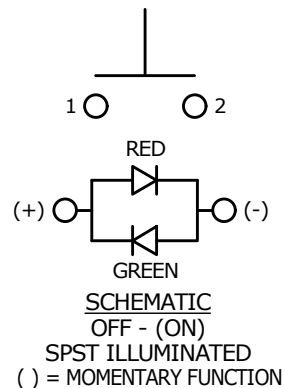 1 2
RED
(+) (-)
GREEN
SCHEMATIC
OFF - (ON)
SPST ILLUMINATED
( ) = MOMENTARY FUNCTION